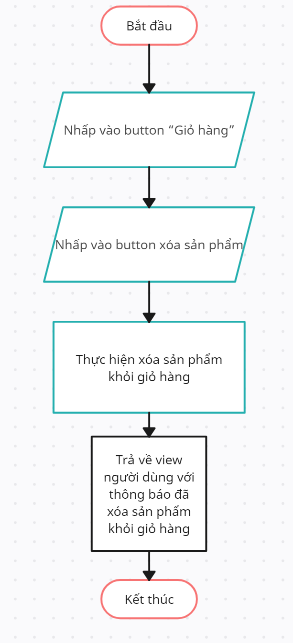 Bắt đầu
Nhấp vào button "Giỏ hàng"
Nhấp vào button xóa sản phẩm
Thực hiện xóa sản phẩm
khỏi giỏ hàng
Trả về view
người dùng với
thông báo đã
xóa sản phẩm
khỏi giỏ hàng
Kết thúc